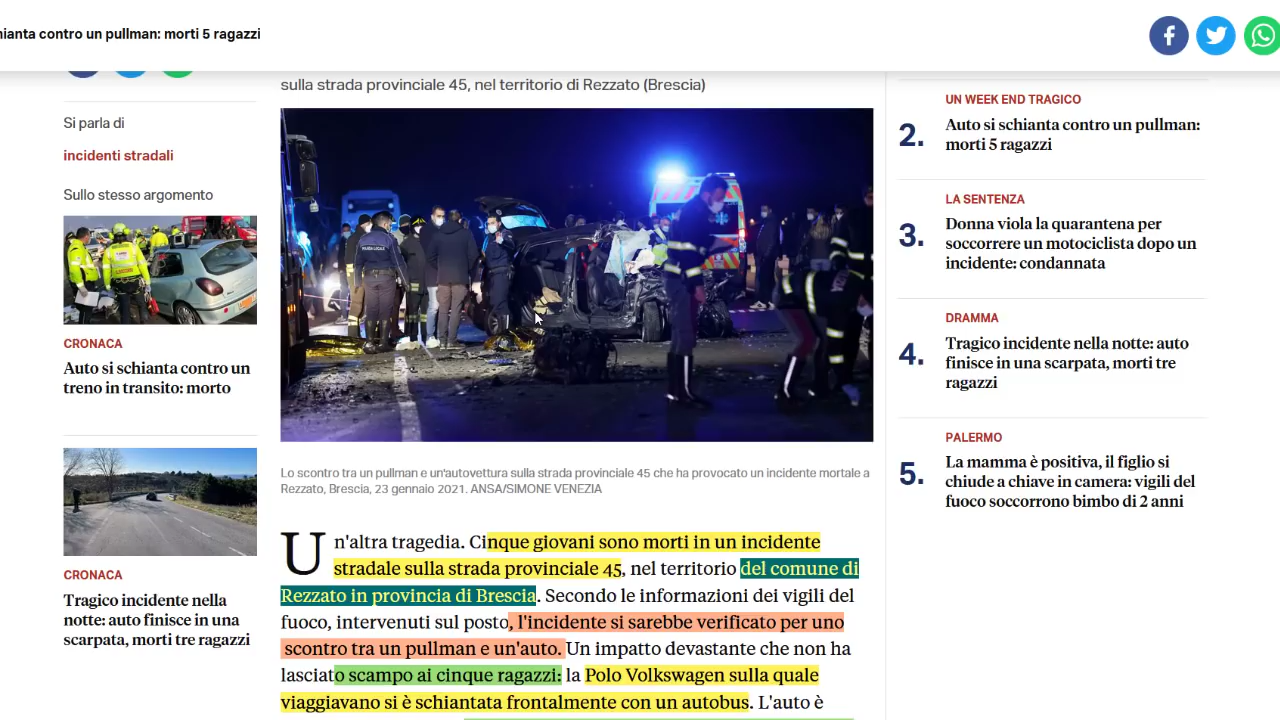 hianta contro un pullman: morti 5 ragazzi
Si parla di
incidenti stradali
Sullo stesso argomento
CRONACA
Auto si schianta contro un
treno in transito: morto
CRONACA
Tragico incidente nella
notte: auto finisce in una
scarpata, morti tre ragazzi
sulla strada provinciale 45, nel territorio di Rezzato (Brescia)
POLIZIA LOCALE
Lo scontro tra un pullman e un'autovettura sulla strada provinciale 45 che ha provocato un incidente mortale a
Rezzato, Brescia, 23 gennaio 2021. ANSA/SIMONE VENEZIA
Un'altra tragedia. Cinque giovani sono morti in un incidente
stradale sulla strada provinciale 45, nel territorio del comune di
Rezzato in provincia di Brescia. Secondo le informazioni dei vigili del
fuoco, intervenuti sul posto, l'incidente si sarebbe verificato per uno
scontro tra un pullman e un'auto. Un impatto devastante che non ha
lasciato scampo ai cinque ragazzi: la Polo Volkswagen sulla quale
viaggiavano si è schiantata frontalmente con un autobus. L'auto è
UN WEEK END TRAGICO
2. Auto si schianta contro un pullman:
morti 5 ragazzi
LA SENTENZA
3. Donna viola la quarantena per
soccorrere un motociclista dopo un
incidente: condannata
DRAMMA
4. Tragico incidente nella notte: auto
finisce in una scarpata, morti tre
ragazzi
PALERMO
5. La mamma è positiva, il figlio si
chiude a chiave in camera: vigili del
fuoco soccorrono bimbo di 2 anni